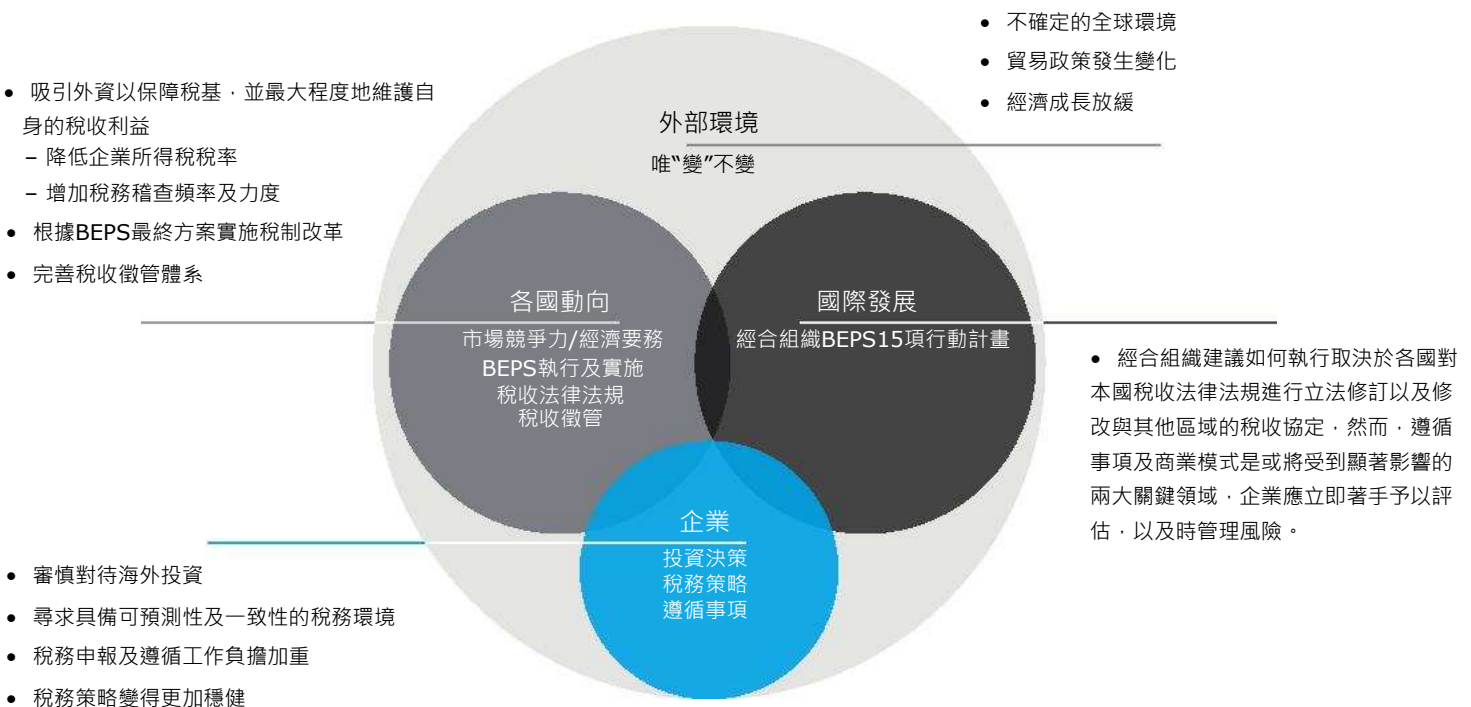 • 不確定的全球環境
• 貿易政策發生變化
• 經濟成長放緩
• 吸引外資以保障稅基，並最大程度地維護自
身的稅收利益
– 降低企業所得稅稅率
– 增加稅務稽查頻率及力度
• 根據BEPS最終方案實施稅制改革
• 完善稅收徵管體系
外部環境
唯“變”不變
各國動向
市場競爭力/經濟要務
BEPS執行及實施
稅收法律法規
稅收徵管
國際發展
經合組織BEPS15項行動計畫
• 經合組織建議如何執行取決於各國對
本國稅收法律法規進行立法修訂以及修
改與其他區域的稅收協定，然而，遵循
事項及商業模式是或將受到顯著影響的
兩大關鍵領域，企業應立即著手予以評
估，以及時管理風險。
企業
投資決策
稅務策略
遵循事項
• 審慎對待海外投資
• 尋求具備可預測性及一致性的稅務環境
• 稅務申報及遵循工作負擔加重
• 稅務策略變得更加穩健